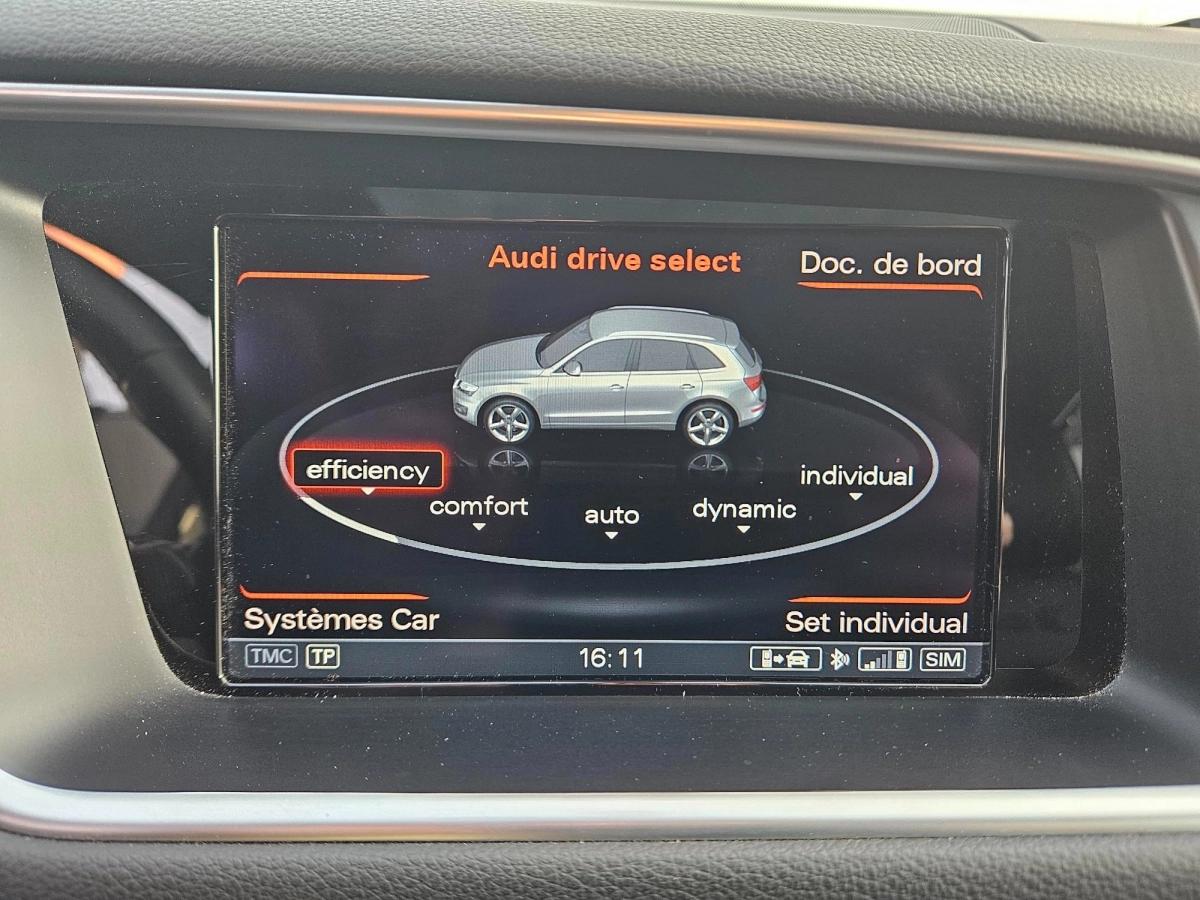 Audi drive select
Doc. de bord
efficiency
comfort
auto
dynamic
individual
Systèmes Car
Set individual
TMC TP 16:11 SIM